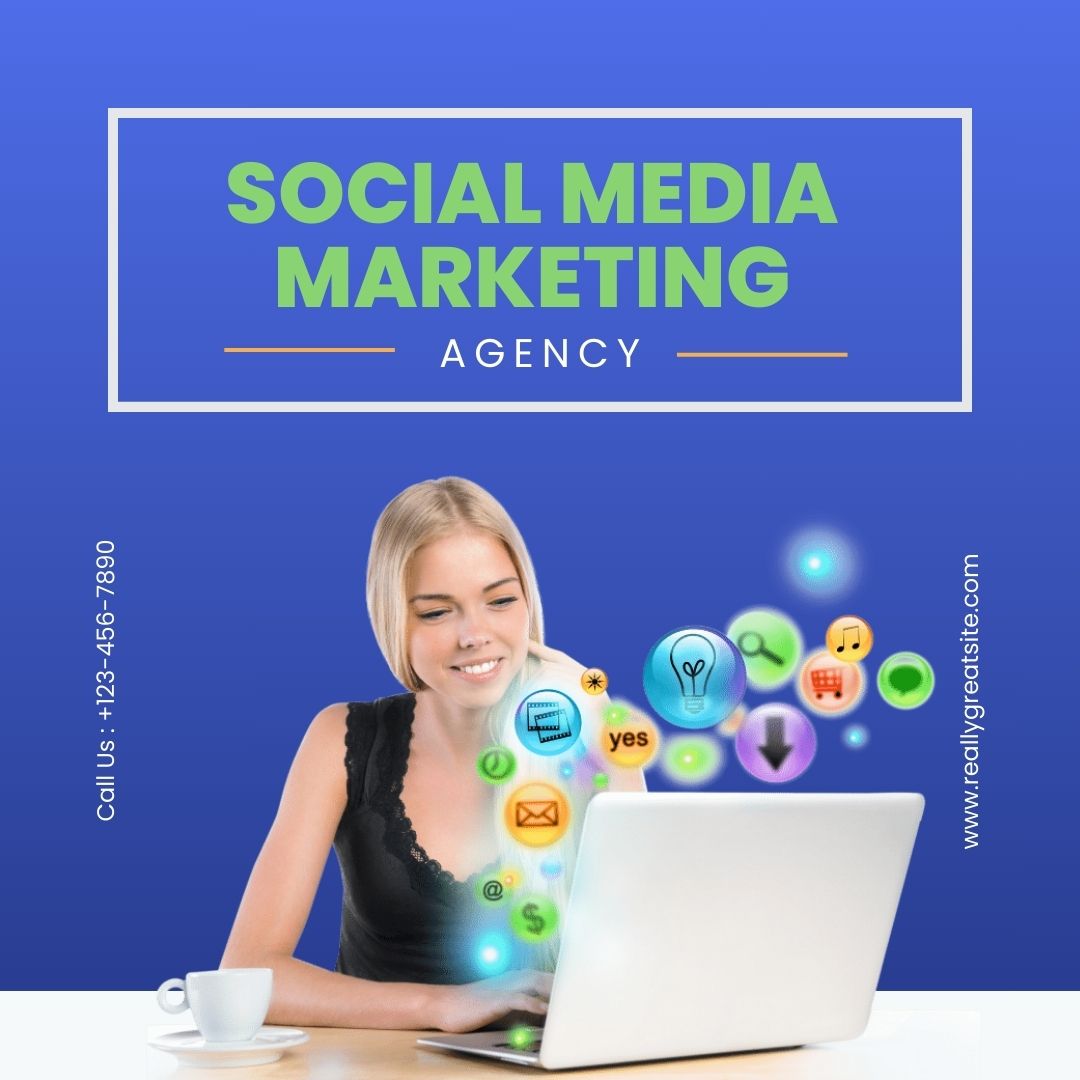 SOCIAL MEDIA
MARKETING
AGENCY
Call Us : +123-456-7890
www.reallygreatsite.com
yes
@
$